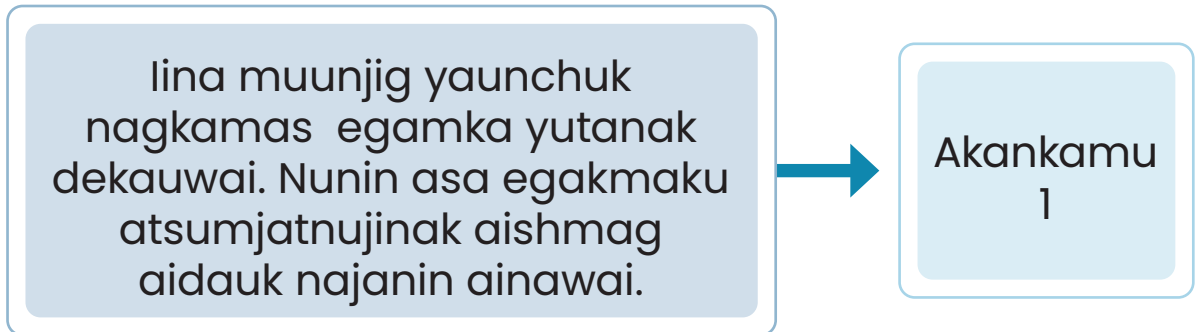 Iina muunjig yaunchuk
nagkamas egamka yutanak
dekauwai. Nunin asa egakmaku
atsumjatnujinak aishmag
aidauk najanin ainawai.
Akankamu
1